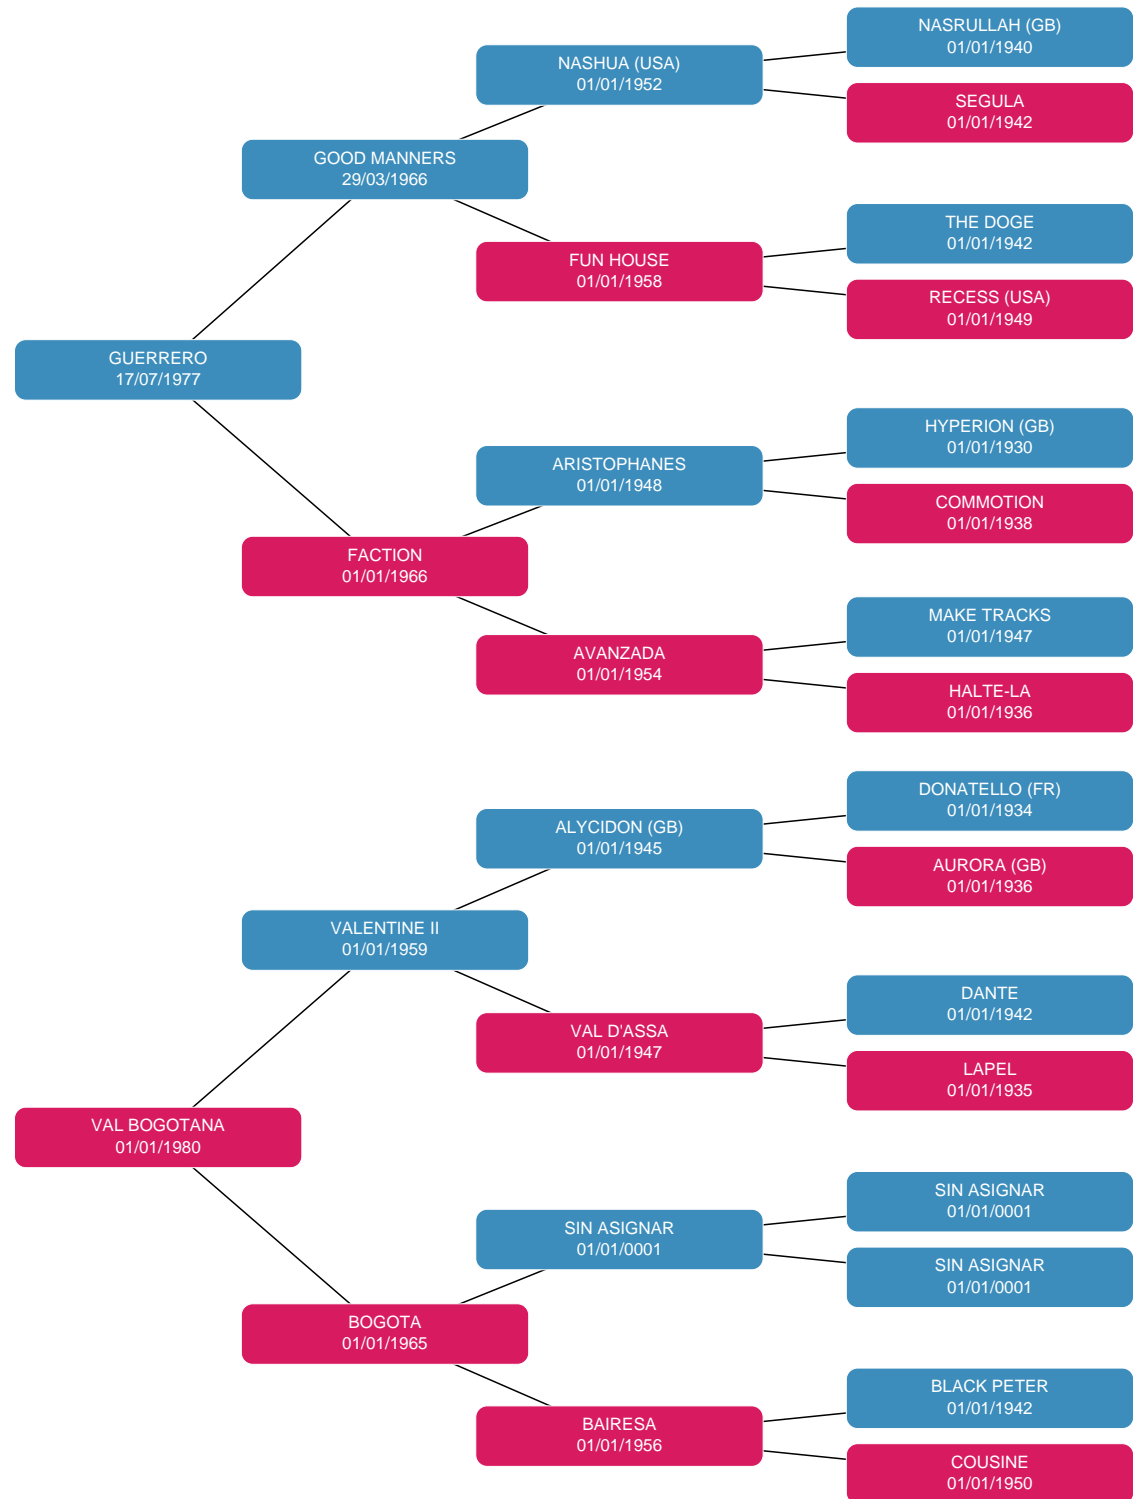 NASRULLAH (GB)
01/01/1940
NASHUA (USA)
01/01/1952
SEGULA
01/01/1942
GOOD MANNERS
29/03/1966
THE DOGE
01/01/1942
FUN HOUSE
01/01/1958
RECESS (USA)
01/01/1949
GUERRERO
17/07/1977
HYPERION (GB)
01/01/1930
ARISTOPHANES
01/01/1948
COMMOTION
01/01/1938
FACTION
01/01/1966
MAKE TRACKS
01/01/1947
AVANZADA
01/01/1954
HALTE-LA
01/01/1936
DONATELLO (FR)
01/01/1934
ALYCIDON (GB)
01/01/1945
AURORA (GB)
01/01/1936
VALENTINE II
01/01/1959
DANTE
01/01/1942
VAL D'ASSA
01/01/1947
LAPEL
01/01/1935
VAL BOGOTANA
01/01/1980
SIN ASIGNAR
01/01/0001
SIN ASIGNAR
01/01/0001
SIN ASIGNAR
01/01/0001
BOGOTA
01/01/1965
BLACK PETER
01/01/1942
BAIRESA
01/01/1956
COUSINE
01/01/1950